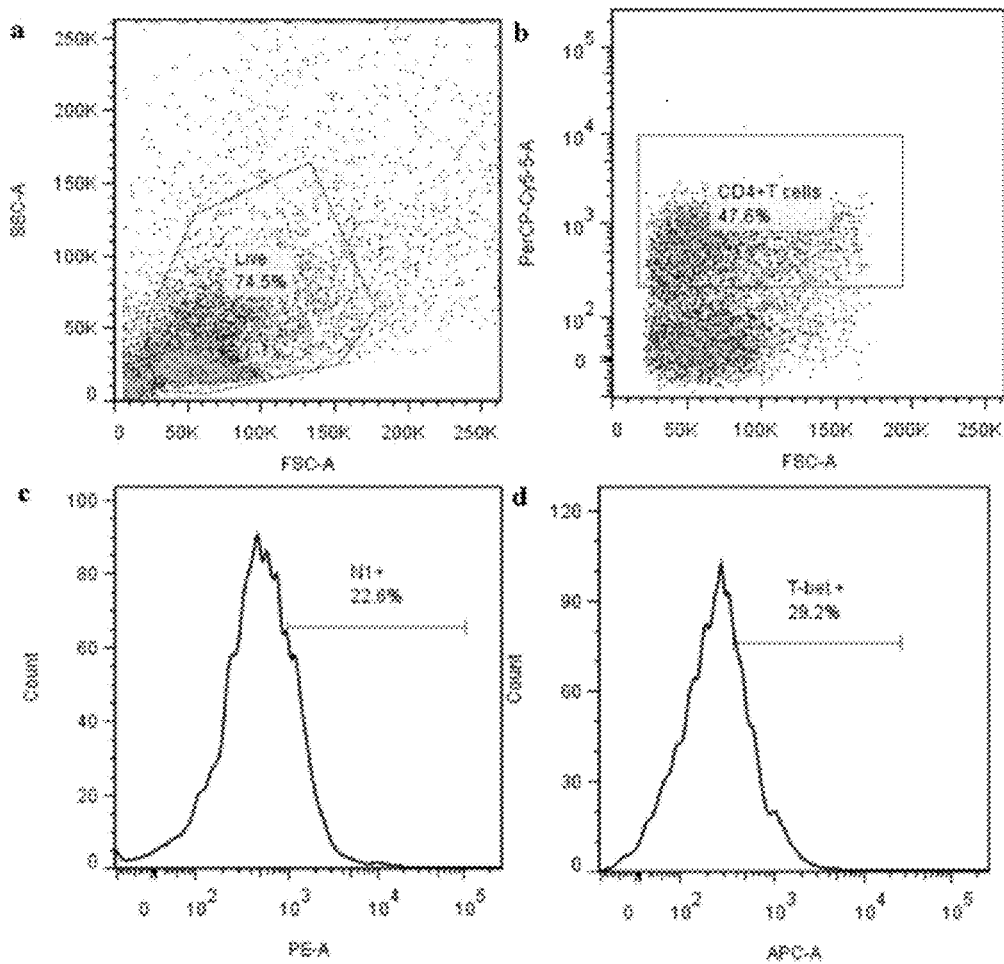 a
250K
200K
150K
100K
50K
0
SSC-A
Live
74.5%
0 50K 100K 150K 200K 250K
FSC-A
b
10^5
10^4
10^3
10^2
0
PerCP-Cy5-5-A
CD4+T cells
47.6%
0 50K 100K 150K 200K 250K
FSC-A
c
100
80
60
40
20
0
Count
N1+
22.8%
0 10^2 10^3 10^4 10^5
PE-A
d
120
90
60
30
0
Count
T-bet +
29.2%
0 10^2 10^3 10^4 10^5
APC-A